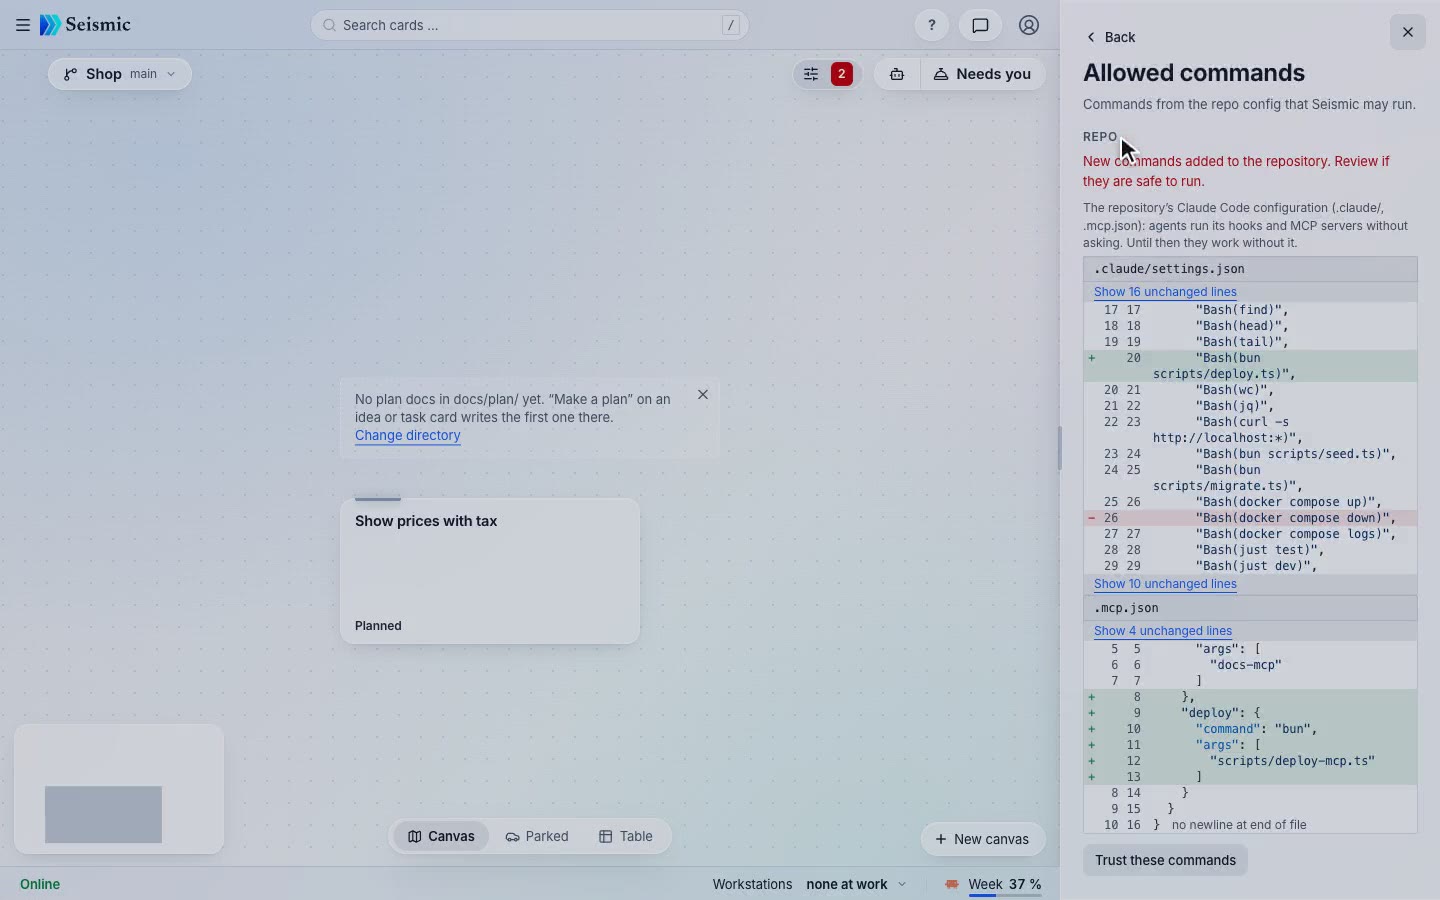 Seismic
Search cards ...
/
?
Shop main
2
Needs you
Back
Allowed commands
Commands from the repo config that Seismic may run.
REPO
New commands added to the repository. Review if
they are safe to run.
The repository’s Claude Code configuration (.claude/,
.mcp.json): agents run its hooks and MCP servers without
asking. Until then they work without it.
.claude/settings.json
Show 16 unchanged lines
17 17 "Bash(find)",
18 18 "Bash(head)",
19 19 "Bash(tail)",
+ 20 "Bash(bun
scripts/deploy.ts)",
20 21 "Bash(wc)",
21 22 "Bash(jq)",
22 23 "Bash(curl -s
http://localhost:*)",
23 24 "Bash(bun scripts/seed.ts)",
24 25 "Bash(bun
scripts/migrate.ts)",
25 26 "Bash(docker compose up)",
- 26 "Bash(docker compose down)",
27 27 "Bash(docker compose logs)",
28 28 "Bash(just test)",
29 29 "Bash(just dev)",
Show 10 unchanged lines
.mcp.json
Show 4 unchanged lines
5 5 "args": [
6 6 "docs-mcp"
7 7 ]
+ 8 },
+ 9 "deploy": {
+ 10 "command": "bun",
+ 11 "args": [
+ 12 "scripts/deploy-mcp.ts"
+ 13 ]
8 14 }
9 15 }
10 16 } no newline at end of file
Trust these commands
No plan docs in docs/plan/ yet. “Make a plan” on an
idea or task card writes the first one there.
Change directory
Show prices with tax
Planned
Canvas
Parked
Table
New canvas
Online
Workstations none at work
Week 37 %